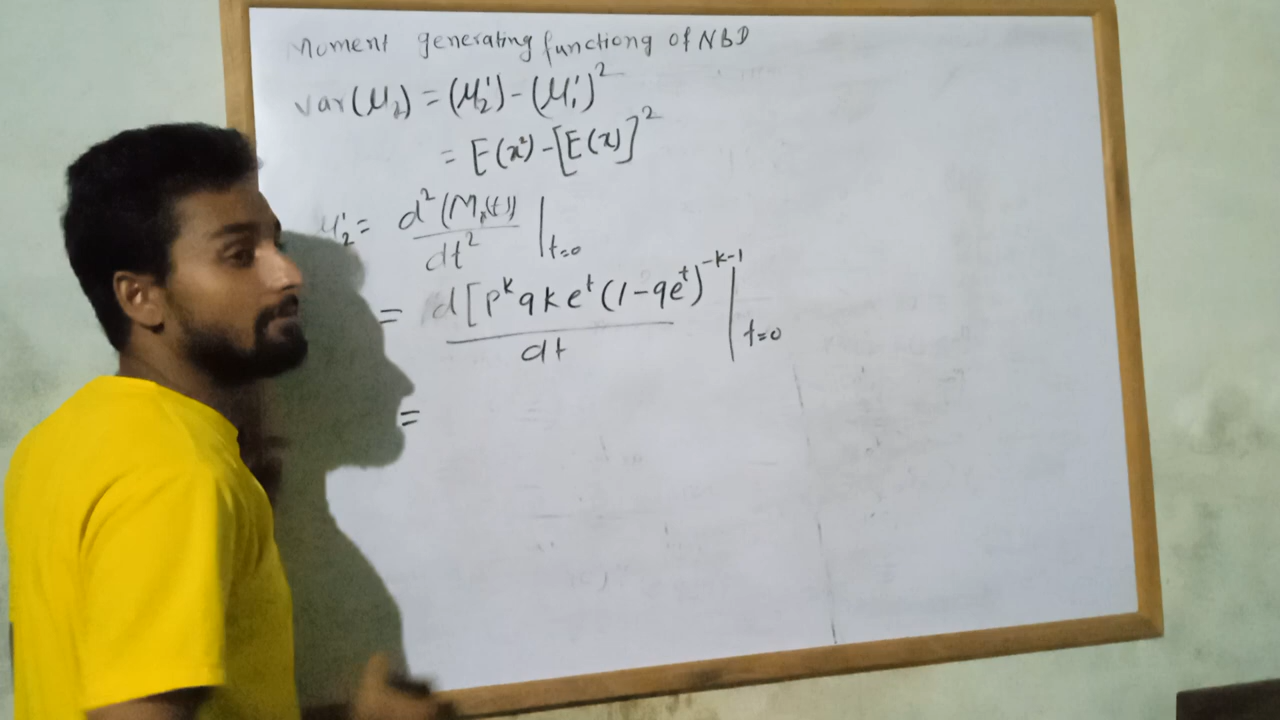 Moment generating functiong of NBD
var(μ₂) = (μ₂') - (μ₁')²
= E(x²) - [E(x)]²
μ₂' = d²(Mₓ(t)) / dt² |t=0
= d[p^k q k e^t (1-qe^t)^-k-1 / dt |t=0
=